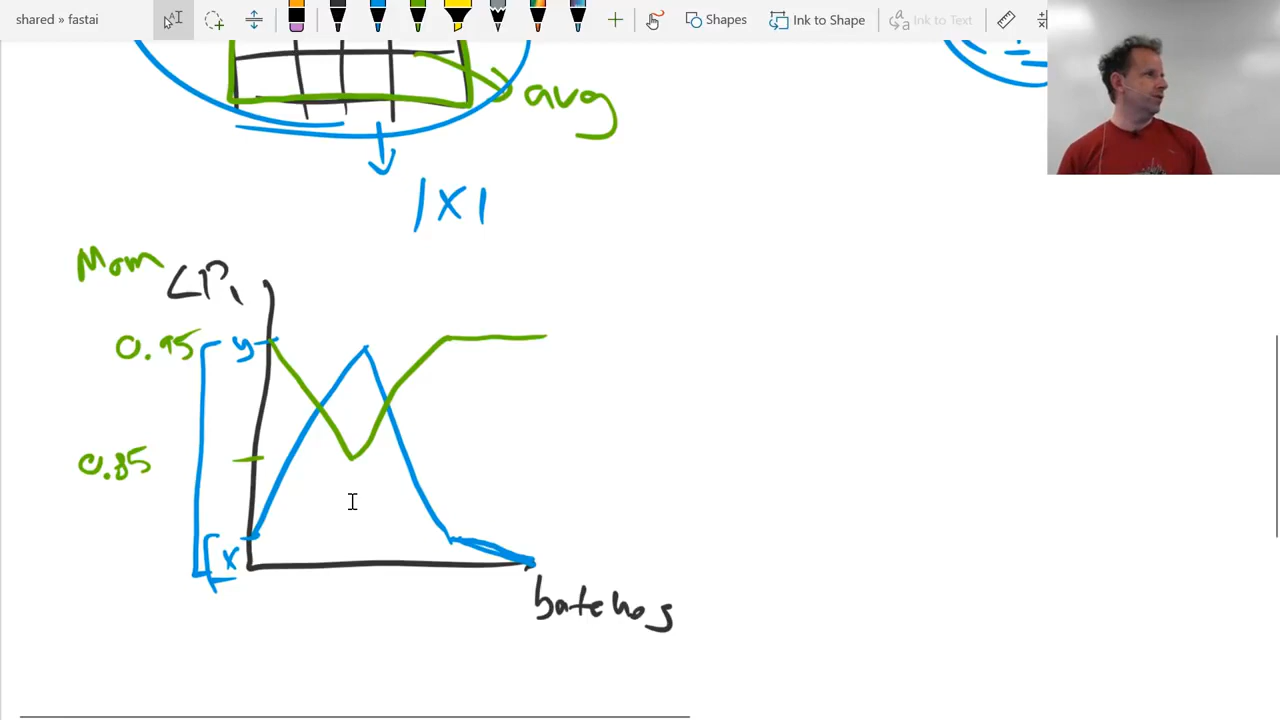 shared » fastai
Shapes
Ink to Shape
Ink to Text
avg
1x1
Mom
LR
0.95
y
0.85
x
batches